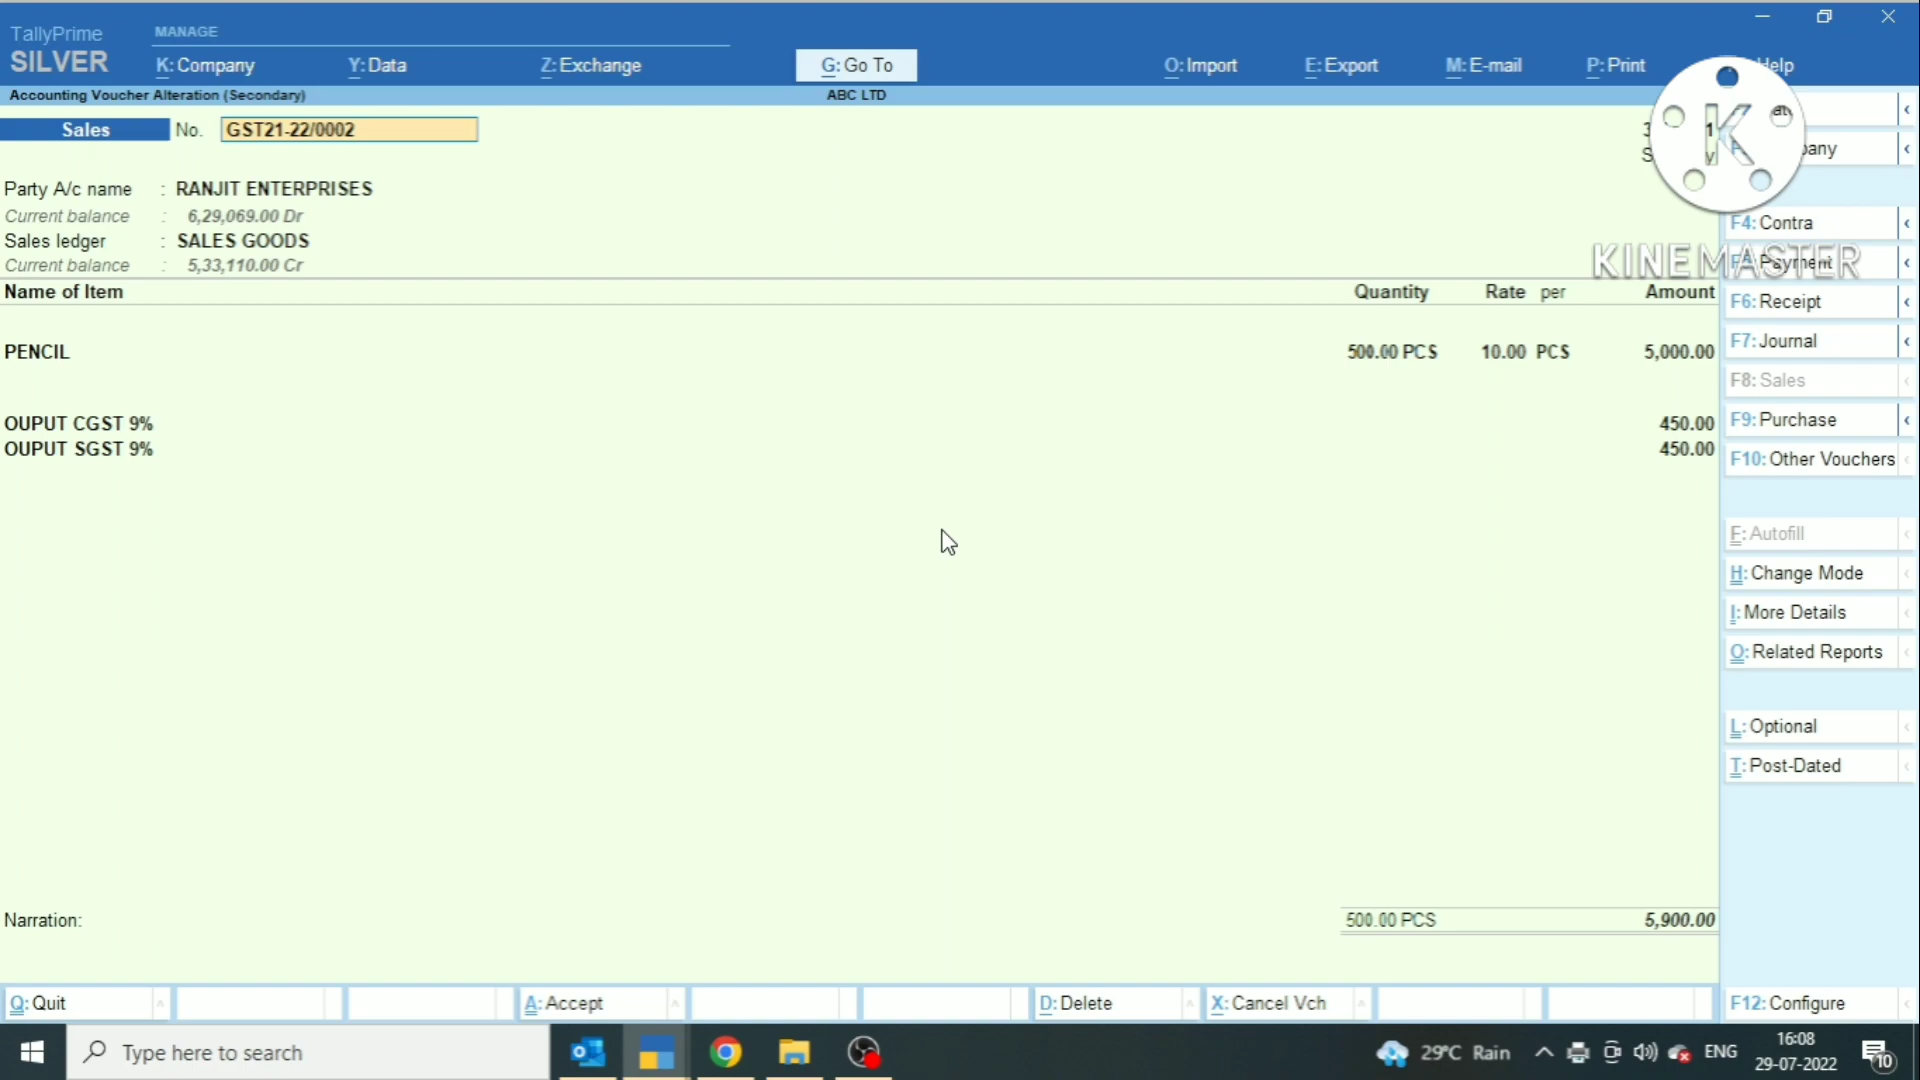 TallyPrime
SILVER
MANAGE
K: Company
Y: Data
Z: Exchange
G: Go To
O: Import
E: Export
M: E-mail
P: Print
Help
Accounting Voucher Alteration (Secondary)
ABC LTD
Sales No. GST21-22/0002
Party A/c name : RANJIT ENTERPRISES
Current balance : 6,29,069.00 Dr
Sales ledger : SALES GOODS
Current balance : 5,33,110.00 Cr
Name of Item Quantity Rate per Amount
PENCIL 500.00 PCS 10.00 PCS 5,000.00
OUPUT CGST 9% 450.00
OUPUT SGST 9% 450.00
Narration: 500.00 PCS 5,900.00
K
KINEMASTER
F4: Contra
Payment
F6: Receipt
F7: Journal
F8: Sales
F9: Purchase
F10: Other Vouchers
F: Autofill
H: Change Mode
I: More Details
O: Related Reports
L: Optional
T: Post-Dated
F12: Configure
Q: Quit
A: Accept
D: Delete
X: Cancel Vch
Type here to search
29°C Rain
ENG
16:08
29-07-2022
10